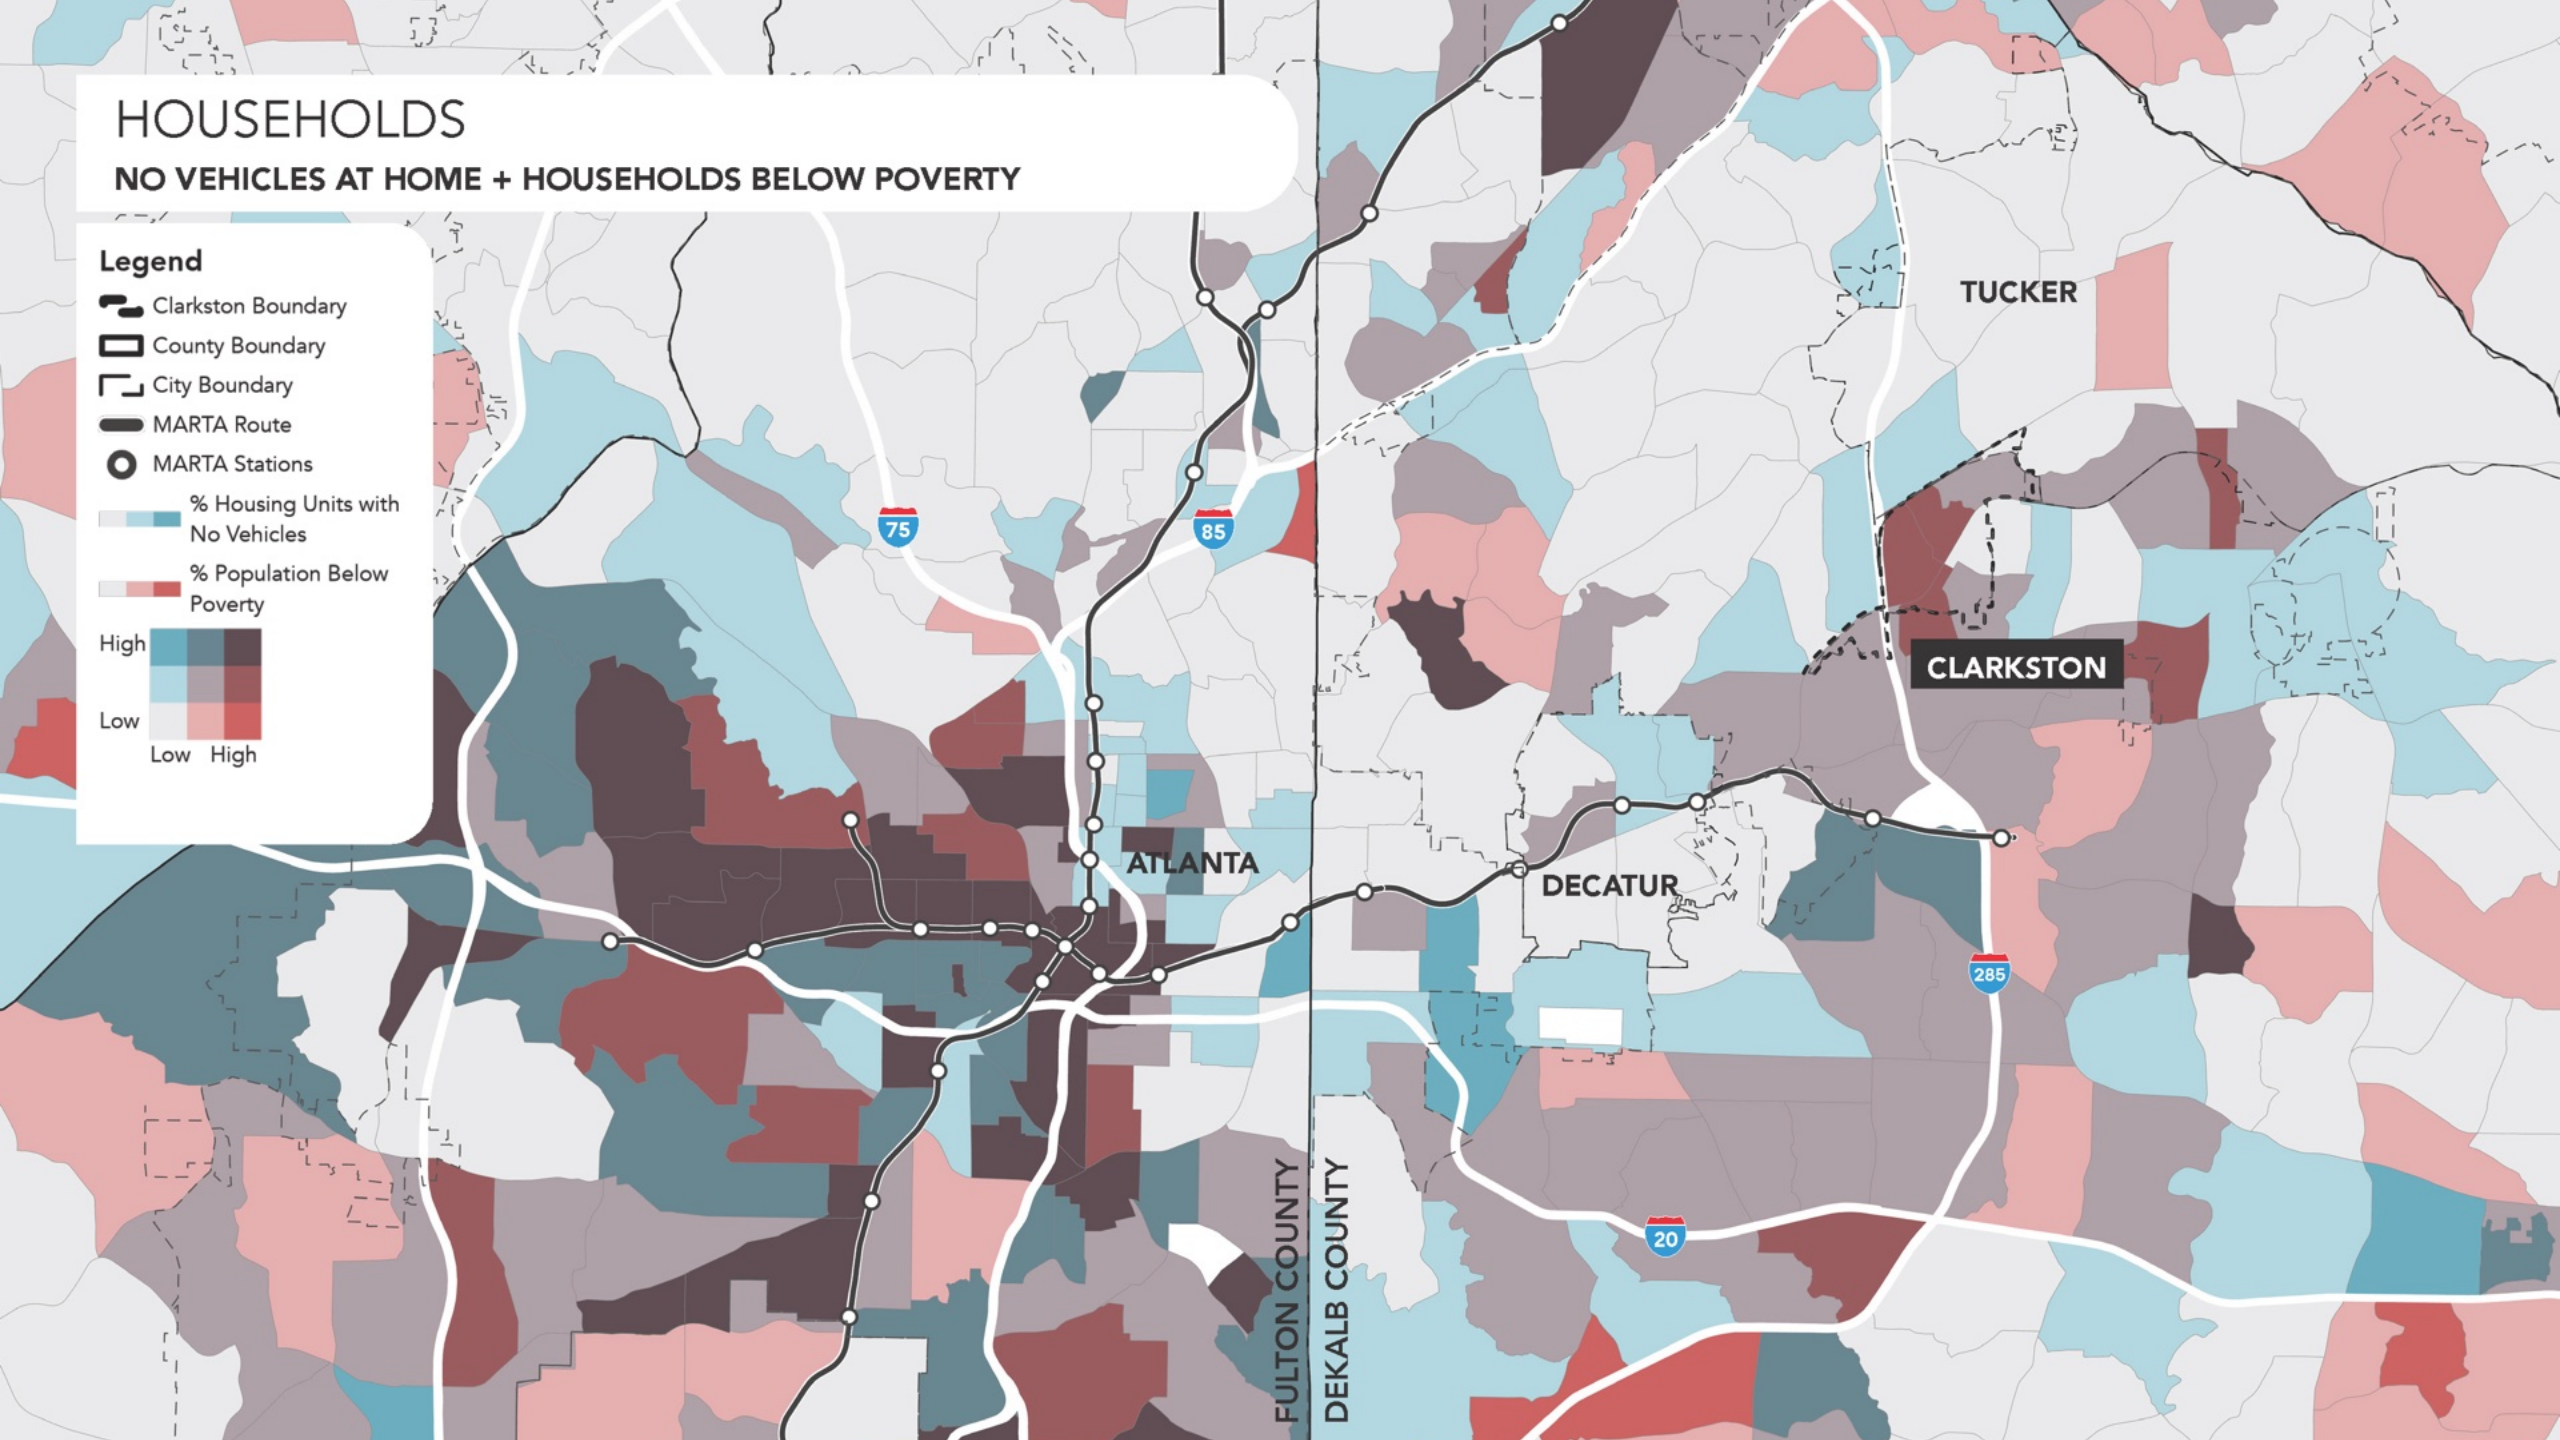 HOUSEHOLDS
NO VEHICLES AT HOME + HOUSEHOLDS BELOW POVERTY
Legend
Clarkston Boundary
County Boundary
City Boundary
MARTA Route
MARTA Stations
% Housing Units with
No Vehicles
% Population Below
Poverty
High
Low
Low High
TUCKER
75
85
CLARKSTON
ATLANTA
DECATUR
285
20
FULTON COUNTY
DEKALB COUNTY